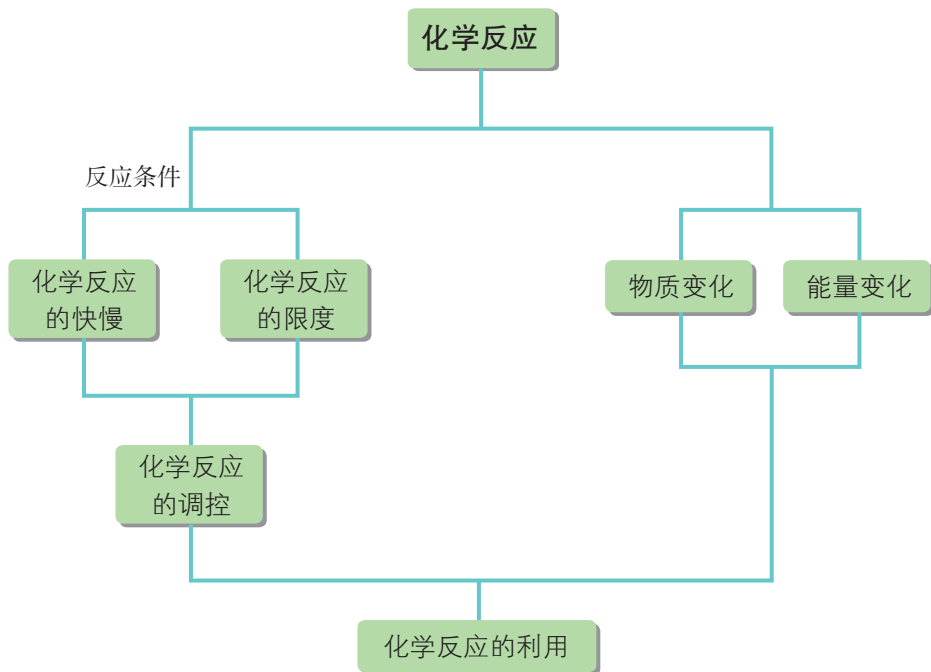 化学反应
反应条件
化学反应
的快慢
化学反应
的限度
物质变化
能量变化
化学反应
的调控
化学反应的利用